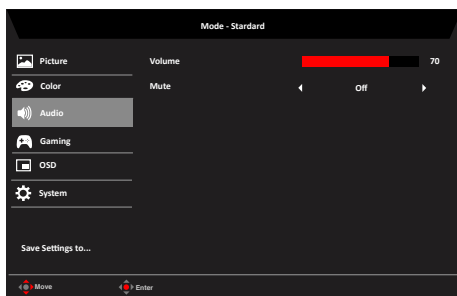 Mode - Stardard
Picture
Volume 70
Color
Mute Off
Audio
Gaming
OSD
System
Save Settings to...
Move Enter